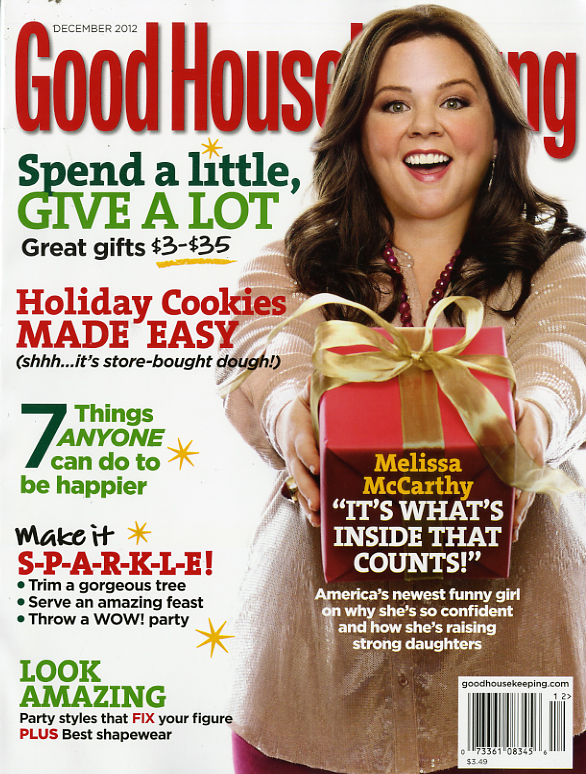 DECEMBER 2012
Good Housekeeping
Spend a little,
GIVE A LOT
Great gifts $3-$35
Holiday Cookies
MADE EASY
(shhh...it's store-bought dough!)
7 Things
ANYONE
can do to
be happier
Make it
S-P-A-R-K-L-E!
• Trim a gorgeous tree
• Serve an amazing feast
• Throw a WOW! party
LOOK
AMAZING
Party styles that FIX your figure
PLUS Best shapewear
Melissa
McCarthy
“IT'S WHAT'S
INSIDE THAT
COUNTS!”
America's newest funny girl
on why she's so confident
and how she's raising
strong daughters
goodhousekeeping.com
1 2>
0 73361 08345 6
$3.49